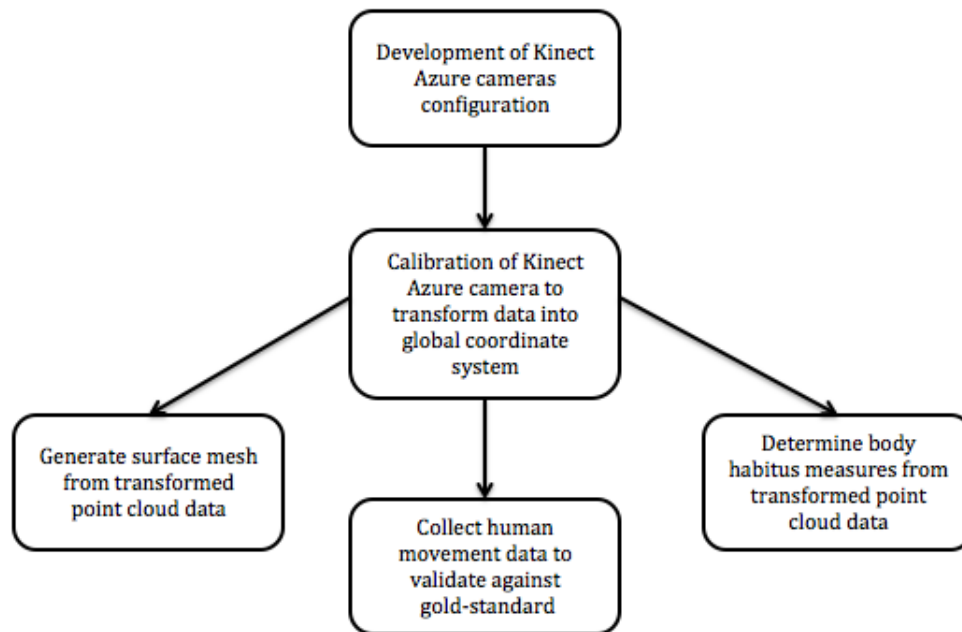 Development of Kinect
Azure cameras
configuration
Calibration of Kinect
Azure camera to
transform data into
global coordinate
system
Generate surface mesh
from transformed
point cloud data
Collect human
movement data to
validate against
gold-standard
Determine body
habitus measures from
transformed point
cloud data